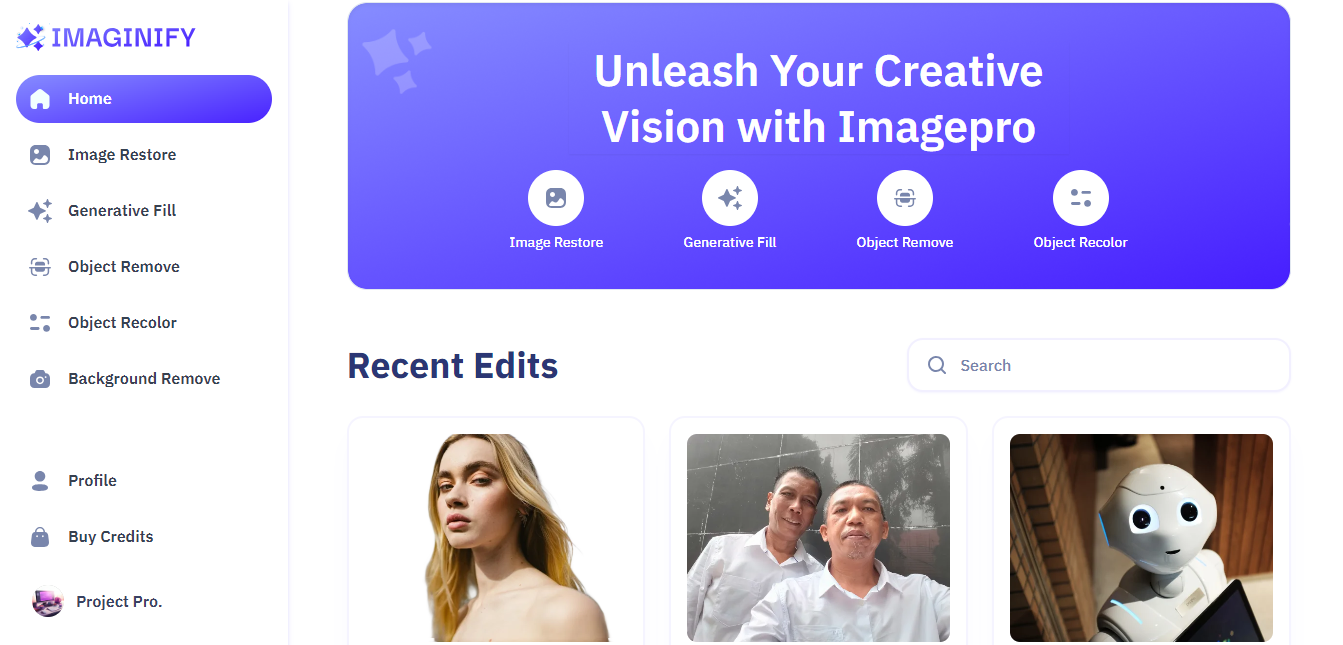 IMAGINIFY
Home
Image Restore
Generative Fill
Object Remove
Object Recolor
Background Remove
Profile
Buy Credits
Project Pro.
Unleash Your Creative
Vision with Imagepro
Image Restore
Generative Fill
Object Remove
Object Recolor
Recent Edits
Search